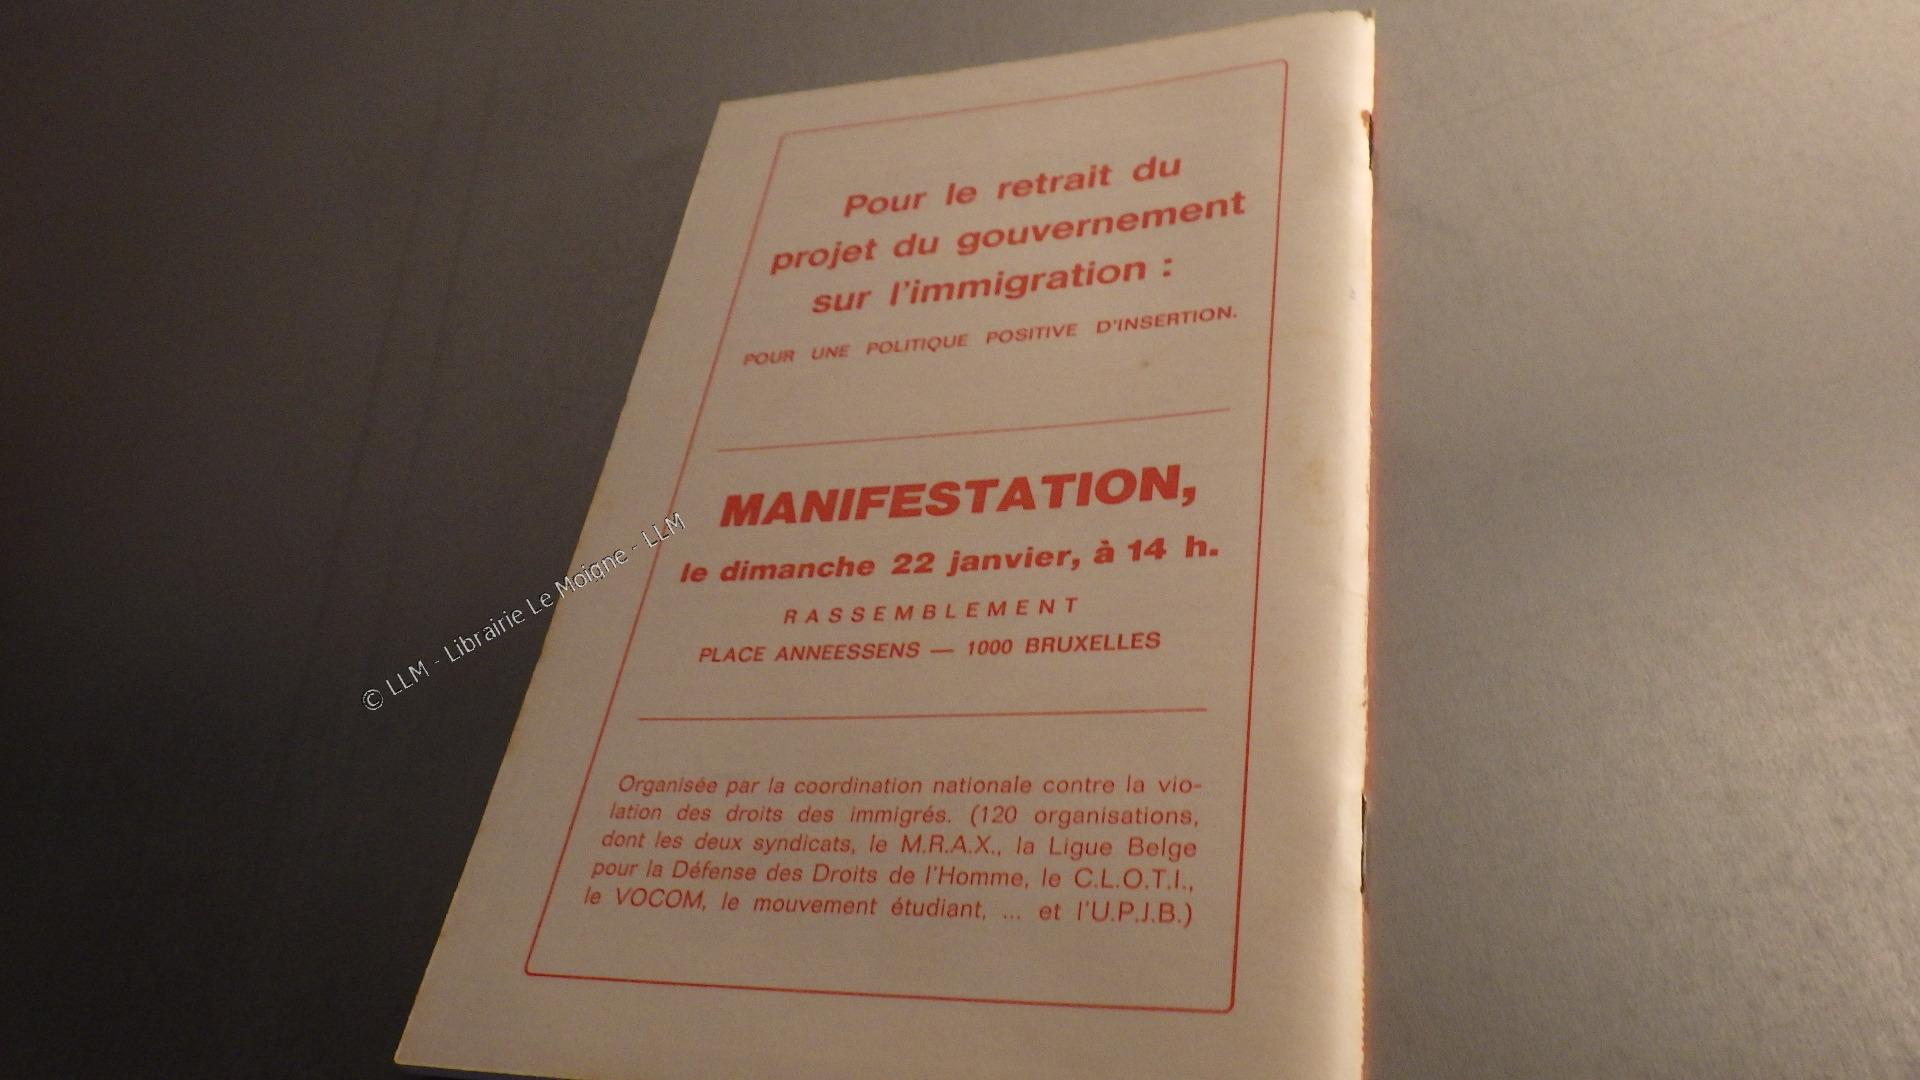 Pour le retrait du
projet du gouvernement
sur l'immigration :
POUR UNE POLITIQUE POSITIVE D'INSERTION.
MANIFESTATION,
le dimanche 22 janvier, à 14 h.
RASSEMBLEMENT
PLACE ANNEESSENS — 1000 BRUXELLES
Organisée par la coordination nationale contre la vio-
lation des droits des immigrés. (120 organisations,
dont les deux syndicats, le M.R.A.X., la Ligue Belge
pour la Défense des Droits de l'Homme, le C.L.O.T.I.,
le VOCOM, le mouvement étudiant, ... et l'U.P.J.B.)
© LLM - Librairie Le Moigne - LLM